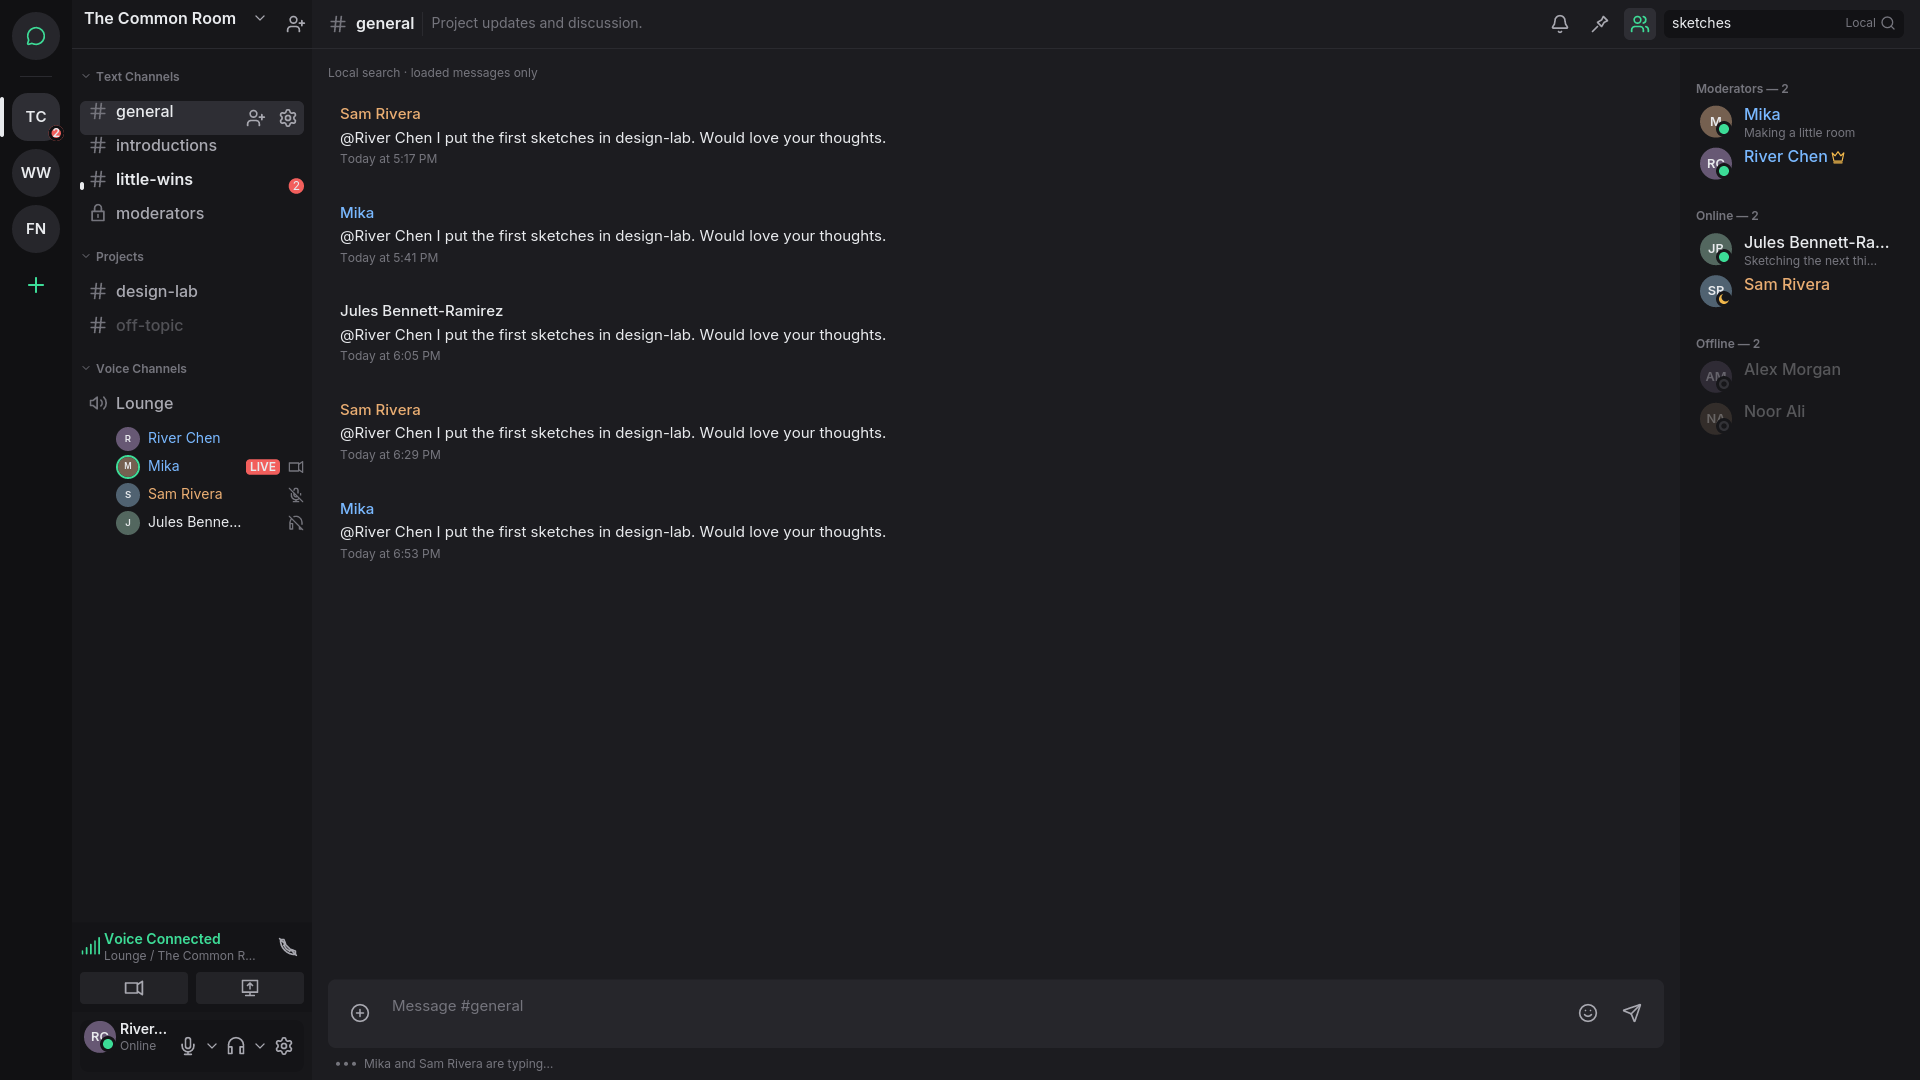 The Common Room
general
Project updates and discussion.
sketches
Local
TC
2
WW
FN
Text Channels
general
introductions
little-wins
2
moderators
Projects
design-lab
off-topic
Voice Channels
Lounge
R
River Chen
M
Mika
LIVE
S
Sam Rivera
J
Jules Benne...
Voice Connected
Lounge / The Common R...
RC
River...
Online
Local search · loaded messages only
Sam Rivera
@River Chen I put the first sketches in design-lab. Would love your thoughts.
Today at 5:17 PM
Mika
@River Chen I put the first sketches in design-lab. Would love your thoughts.
Today at 5:41 PM
Jules Bennett-Ramirez
@River Chen I put the first sketches in design-lab. Would love your thoughts.
Today at 6:05 PM
Sam Rivera
@River Chen I put the first sketches in design-lab. Would love your thoughts.
Today at 6:29 PM
Mika
@River Chen I put the first sketches in design-lab. Would love your thoughts.
Today at 6:53 PM
Message #general
Mika and Sam Rivera are typing...
Moderators — 2
M
Mika
Making a little room
RC
River Chen
Online — 2
JB
Jules Bennett-Ra...
Sketching the next thi...
SR
Sam Rivera
Offline — 2
AM
Alex Morgan
NA
Noor Ali